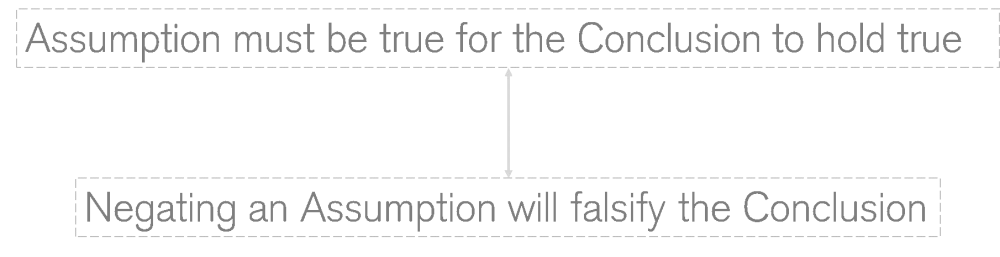 Assumption must be true for the Conclusion to hold true
Negating an Assumption will falsify the Conclusion